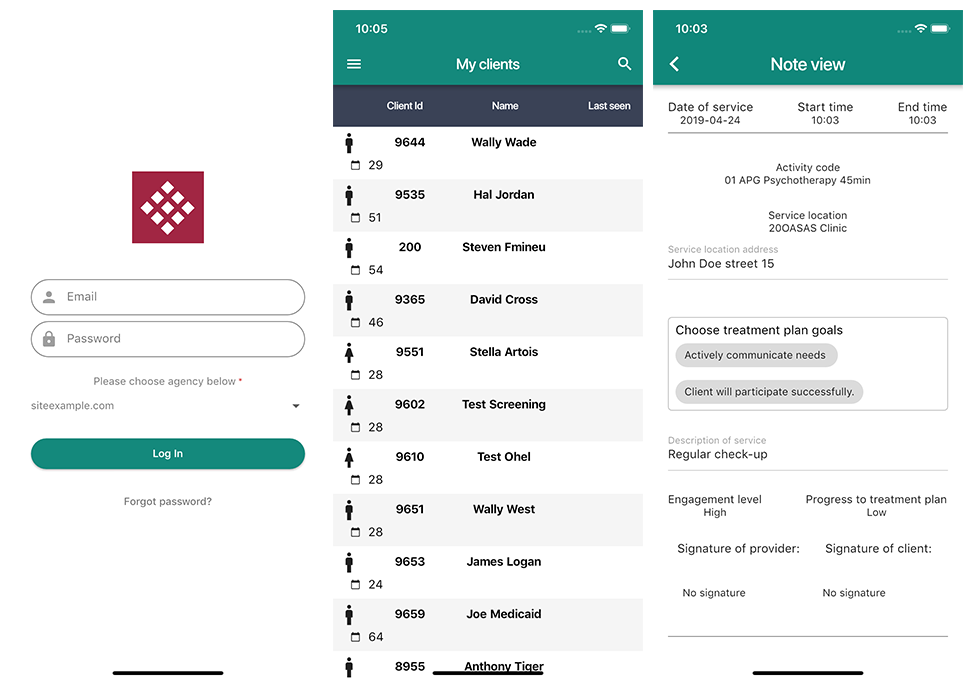 Email
Password
Please choose agency below *
siteexample.com
Log In
Forgot password?
10:05
My clients
Client Id Name Last seen
9644 Wally Wade
29
9535 Hal Jordan
51
200 Steven Fmineu
54
9365 David Cross
46
9551 Stella Artois
28
9602 Test Screening
28
9610 Test Ohel
28
9651 Wally West
28
9653 James Logan
24
9659 Joe Medicaid
64
8955 Anthony Tiger
10:03
Note view
Date of service Start time End time
2019-04-24 10:03 10:03
Activity code
01 APG Psychotherapy 45min
Service location
20OASAS Clinic
Service location address
John Doe street 15
Choose treatment plan goals
Actively communicate needs
Client will participate successfully.
Description of service
Regular check-up
Engagement level Progress to treatment plan
High Low
Signature of provider: Signature of client:
No signature No signature